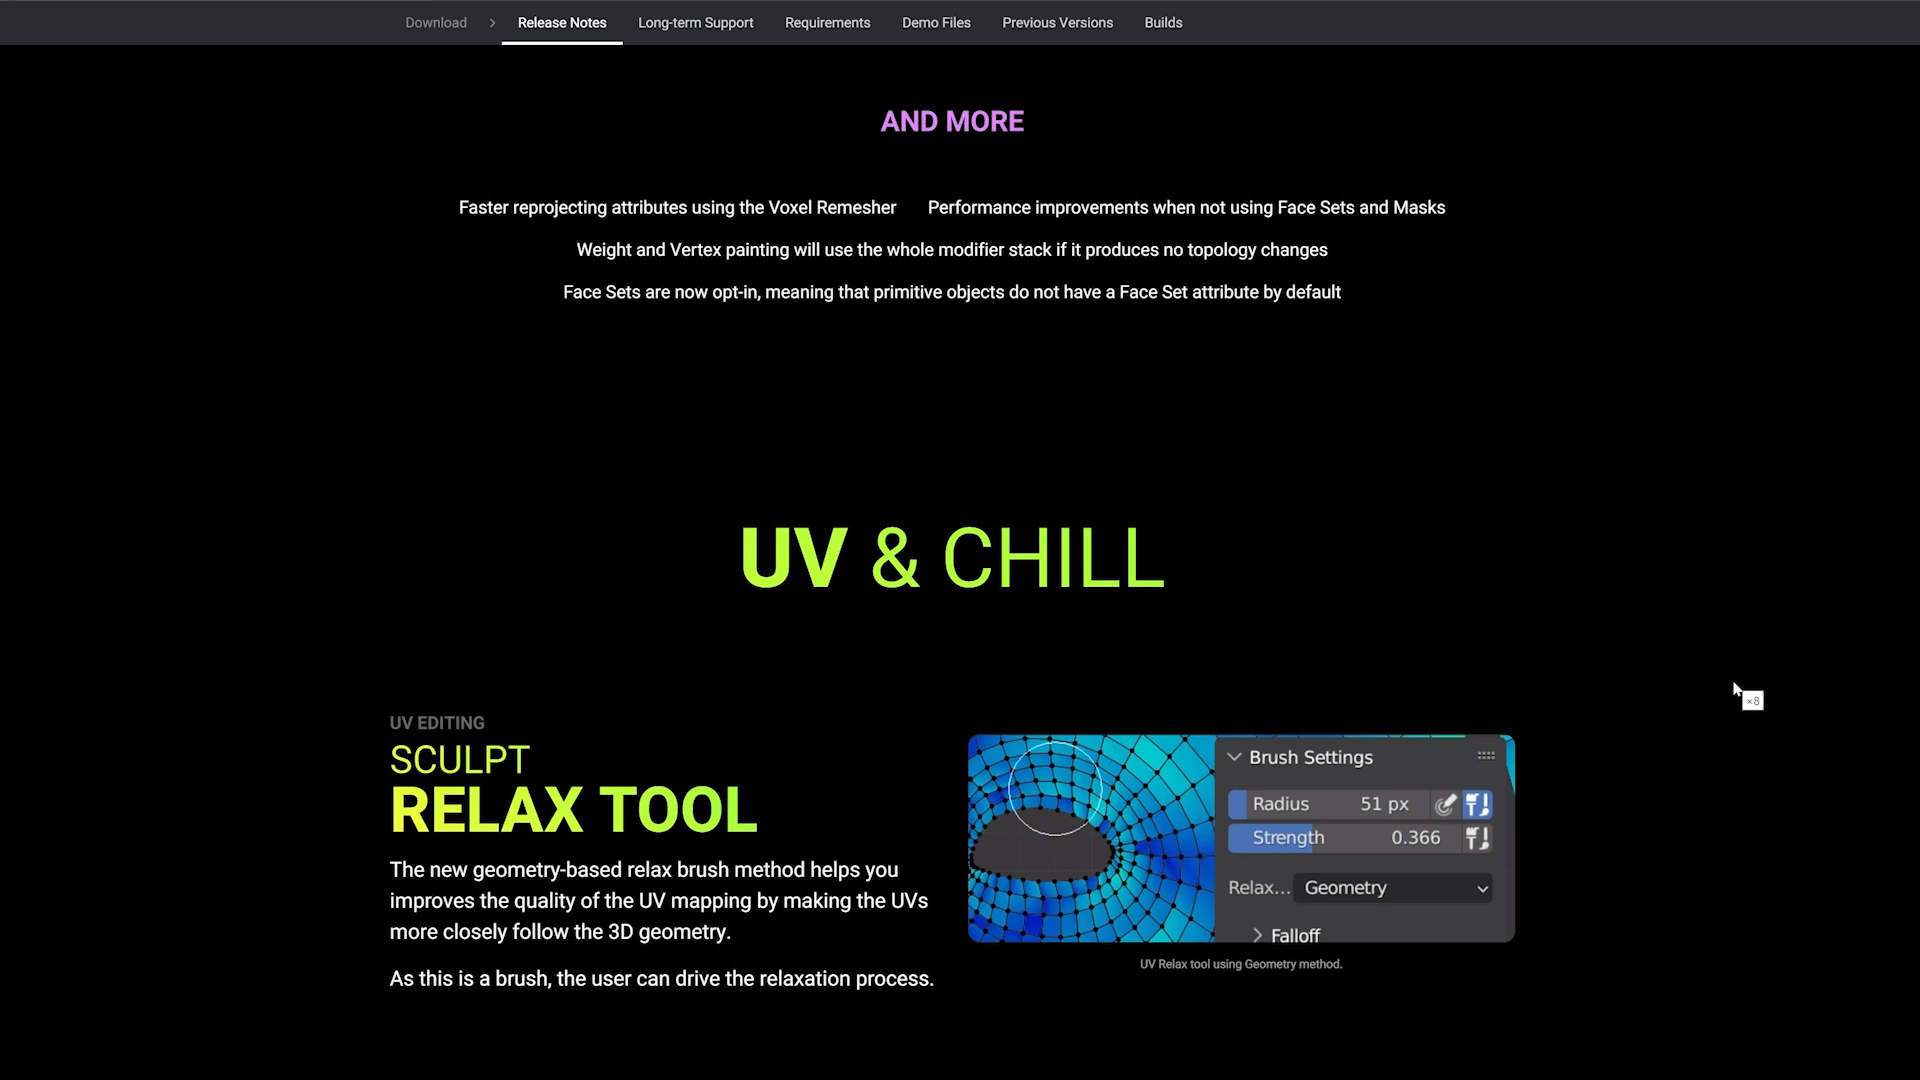 Download > Release Notes Long-term Support Requirements Demo Files Previous Versions Builds
AND MORE
Faster reprojecting attributes using the Voxel Remesher Performance improvements when not using Face Sets and Masks
Weight and Vertex painting will use the whole modifier stack if it produces no topology changes
Face Sets are now opt-in, meaning that primitive objects do not have a Face Set attribute by default
UV & CHILL
×8
UV EDITING
SCULPT
RELAX TOOL
The new geometry-based relax brush method helps you
improves the quality of the UV mapping by making the UVs
more closely follow the 3D geometry.
As this is a brush, the user can drive the relaxation process.
Brush Settings
Radius 51 px
Strength 0.366
Relax... Geometry
Falloff
UV Relax tool using Geometry method.